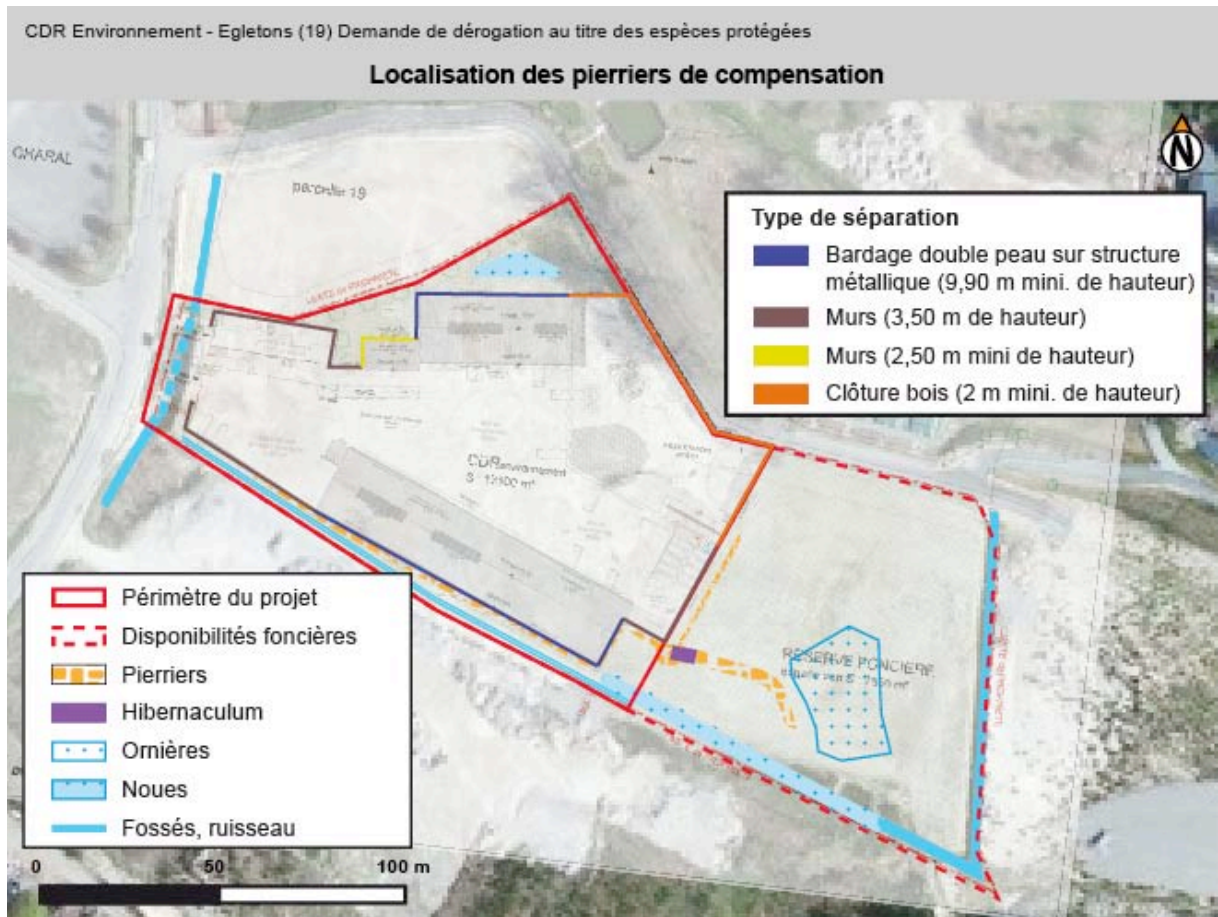 CDR Environnement - Egletons (19) Demande de dérogation au titre des espèces protégées
Localisation des pierriers de compensation
CHARAL
N
Type de séparation
Bardage double peau sur structure
métallique (9,90 m mini. de hauteur)
Murs (3,50 m de hauteur)
Murs (2,50 m mini de hauteur)
Clôture bois (2 m mini. de hauteur)
CDR environnement
RESERVE FONCIERE
Périmètre du projet
Disponibilités foncières
Pierriers
Hibernaculum
Ornières
Noues
Fossés, ruisseau
0 50 100 m